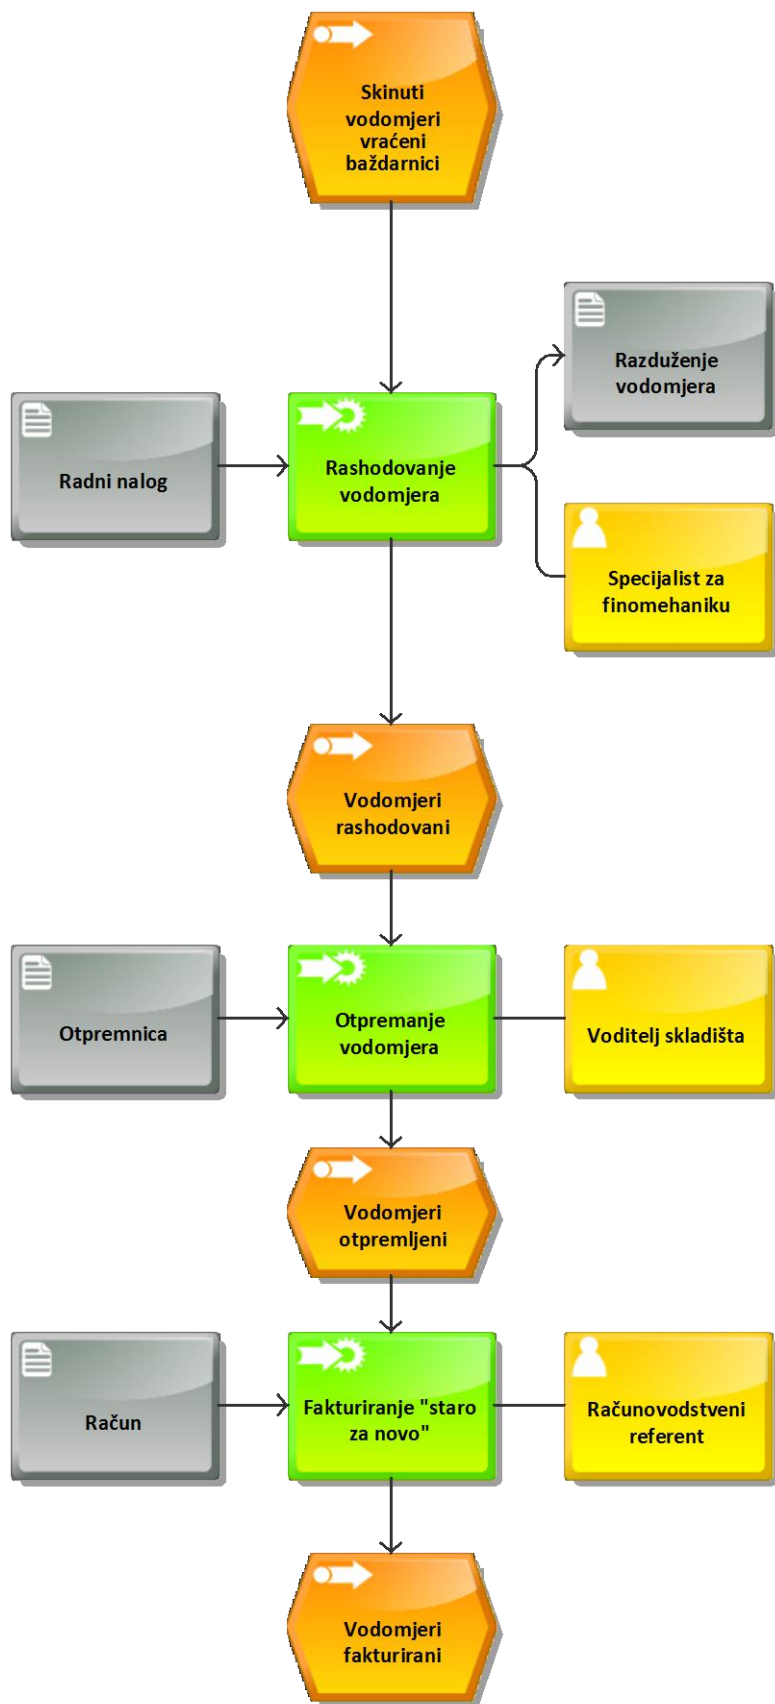 Skinuti
vodomjeri
vraćeni
baždarnici
Razduženje
vodomjera
Radni nalog
Rashodovanje
vodomjera
Specijalist za
finomehaniku
Vodomjeri
rashodovani
Otpremnica
Otpremanje
vodomjera
Voditelj skladišta
Vodomjeri
otpremljeni
Račun
Fakturiranje "staro
za novo"
Računovodstveni
referent
Vodomjeri
fakturirani